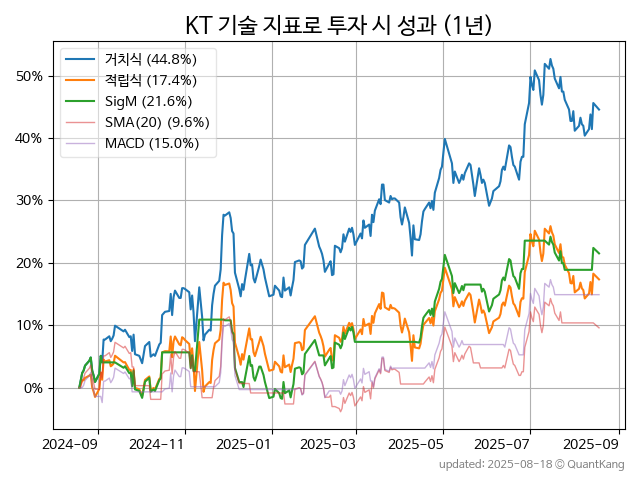 KT 기술 지표로 투자 시 성과 (1년)
거치식 (44.8%)
적립식 (17.4%)
SigM (21.6%)
SMA(20) (9.6%)
MACD (15.0%)
50%
40%
30%
20%
10%
0%
2024-09 2024-11 2025-01 2025-03 2025-05 2025-07 2025-09
updated: 2025-08-18 © QuantKang